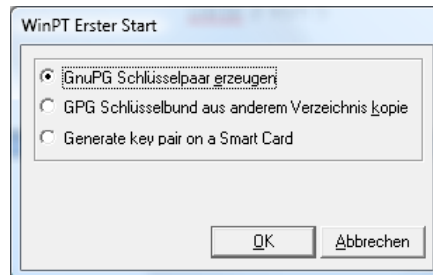 WinPT Erster Start
GnuPG Schlüsselpaar erzeugen
GPG Schlüsselbund aus anderem Verzeichnis kopie
Generate key pair on a Smart Card
OK
Abbrechen